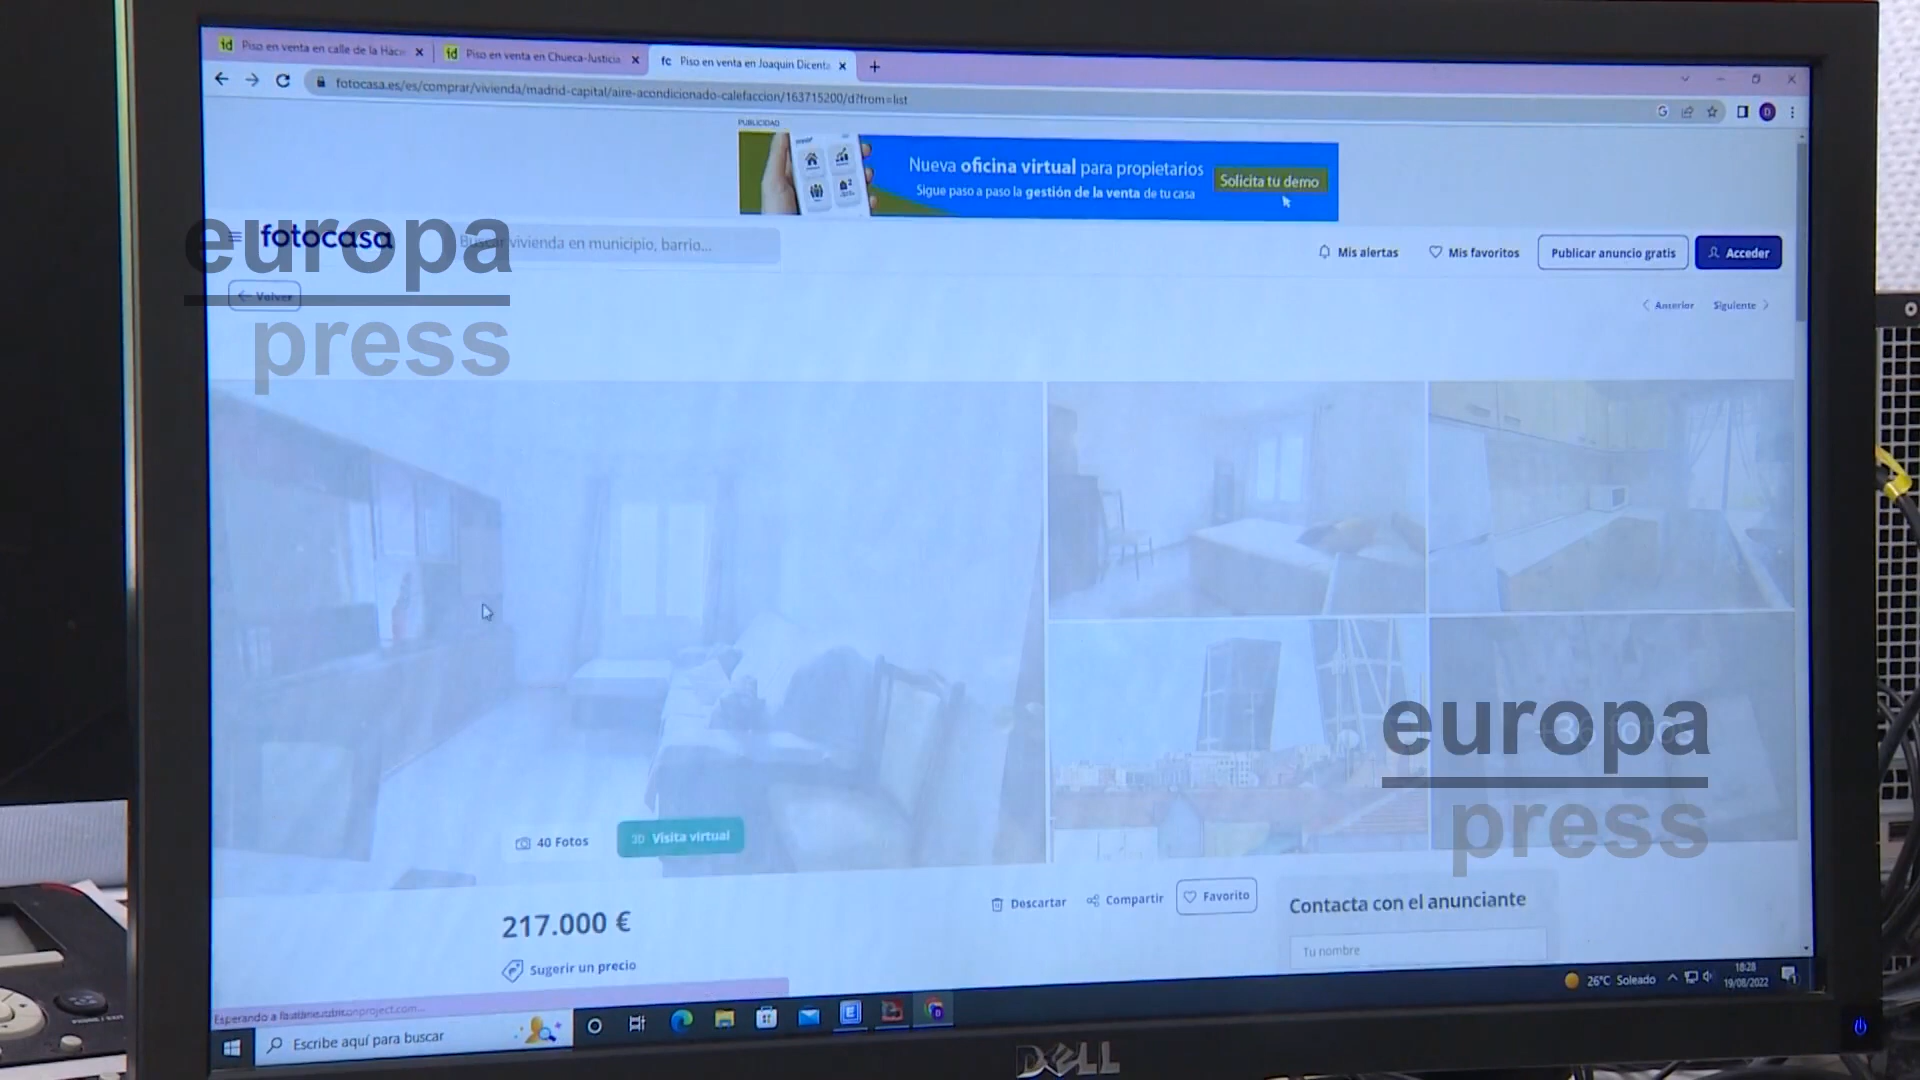 id Piso en venta en calle de la Haci
id Piso en venta en Chueca-Justicia
fc Piso en venta en Joaquin Dicenta
fotocasa.es/es/comprar/vivienda/madrid-capital/aire-acondicionado-calefaccion/163715200/d?from=list
PUBLICIDAD
Nueva oficina virtual para propietarios
Sigue paso a paso la gestión de la venta de tu casa
Solicita tu demo
europa
press
fotocasa
Buscar vivienda en municipio, barrio...
Mis alertas
Mis favoritos
Publicar anuncio gratis
Acceder
Volver
Anterior
Siguiente
europa
press
40 Fotos
3D Visita virtual
217.000 €
Sugerir un precio
Descartar
Compartir
Favorito
Contacta con el anunciante
Tu nombre
Esperando a
Escribe aquí para buscar
26°C Soleado
18:28
19/08/2022
DELL